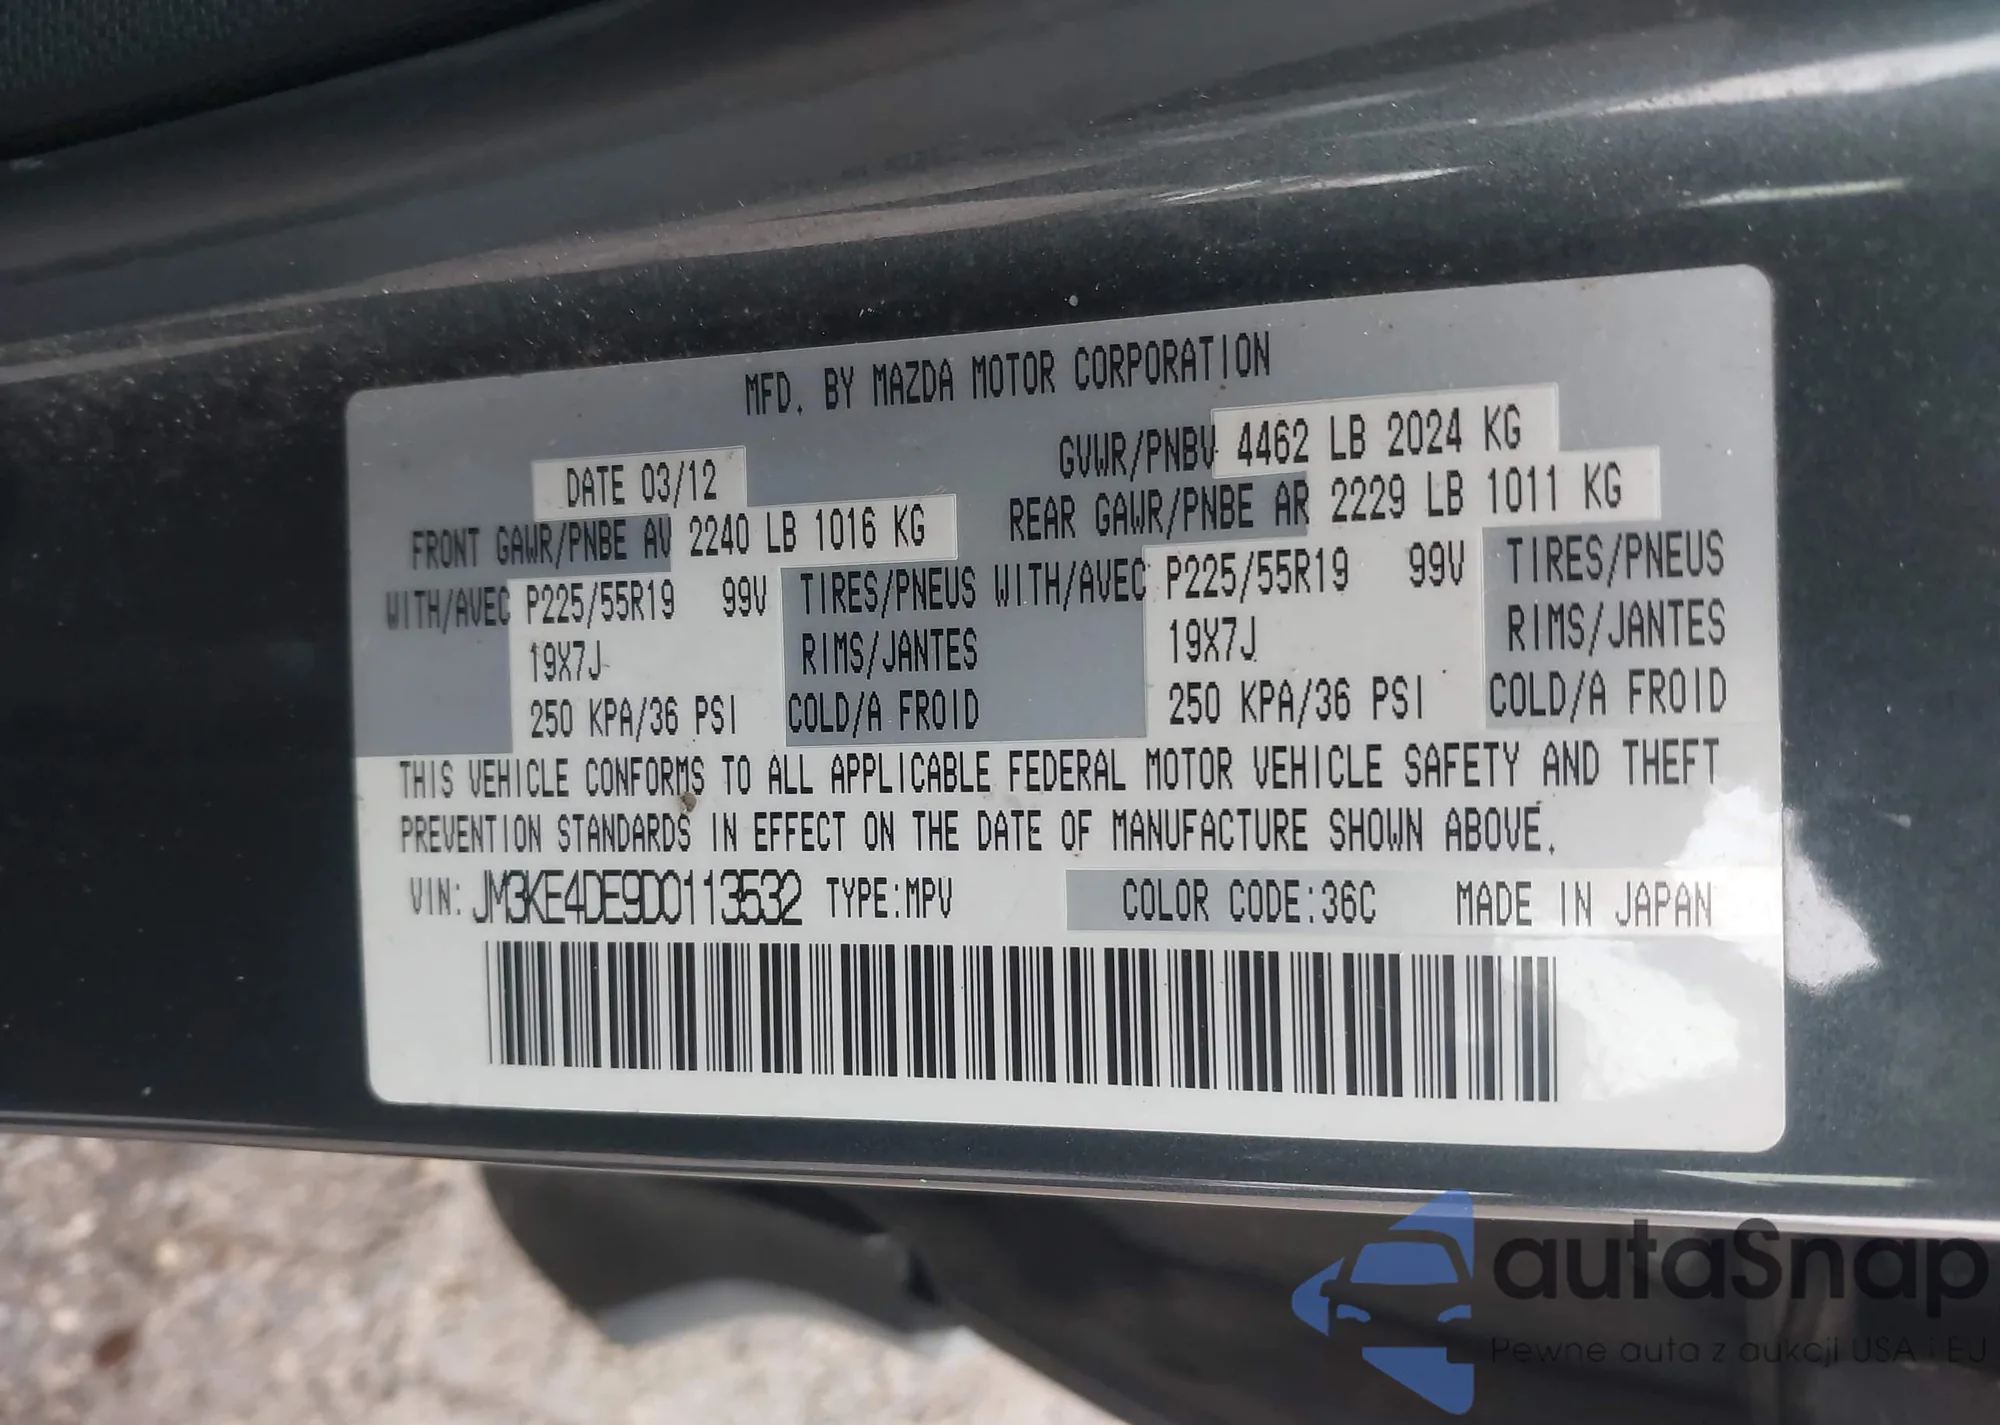 MFD. BY MAZDA MOTOR CORPORATION
DATE 03/12 GVWR/PNBV 4462 LB 2024 KG
FRONT GAWR/PNBE AV 2240 LB 1016 KG REAR GAWR/PNBE AR 2229 LB 1011 KG
WITH/AVEC P225/55R19 99V TIRES/PNEUS WITH/AVEC P225/55R19 99V TIRES/PNEUS
19X7J RIMS/JANTES 19X7J RIMS/JANTES
250 KPA/36 PSI COLD/A FROID 250 KPA/36 PSI COLD/A FROID
THIS VEHICLE CONFORMS TO ALL APPLICABLE FEDERAL MOTOR VEHICLE SAFETY AND THEFT
PREVENTION STANDARDS IN EFFECT ON THE DATE OF MANUFACTURE SHOWN ABOVE.
VIN: JM3KE4DE9D0113532 TYPE:MPV COLOR CODE:36C MADE IN JAPAN
autaSnap
Pewne auta z aukcji USA i EJ